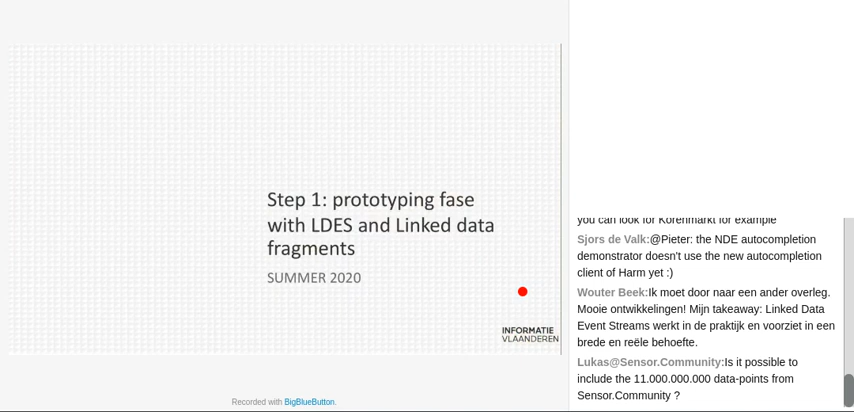 Step 1: prototyping fase
with LDES and Linked data
fragments
SUMMER 2020
INFORMATIE
VLAANDEREN
Recorded with BigBlueButton.
you can look for Korenmarkt for example
Sjors de Valk:@Pieter: the NDE autocompletion
demonstrator doesn't use the new autocompletion
client of Harm yet :)
Wouter Beek:Ik moet door naar een ander overleg.
Mooie ontwikkelingen! Mijn takeaway: Linked Data
Event Streams werkt in de praktijk en voorziet in een
brede en reële behoefte.
Lukas@Sensor.Community:Is it possible to
include the 11.000.000.000 data-points from
Sensor.Community ?